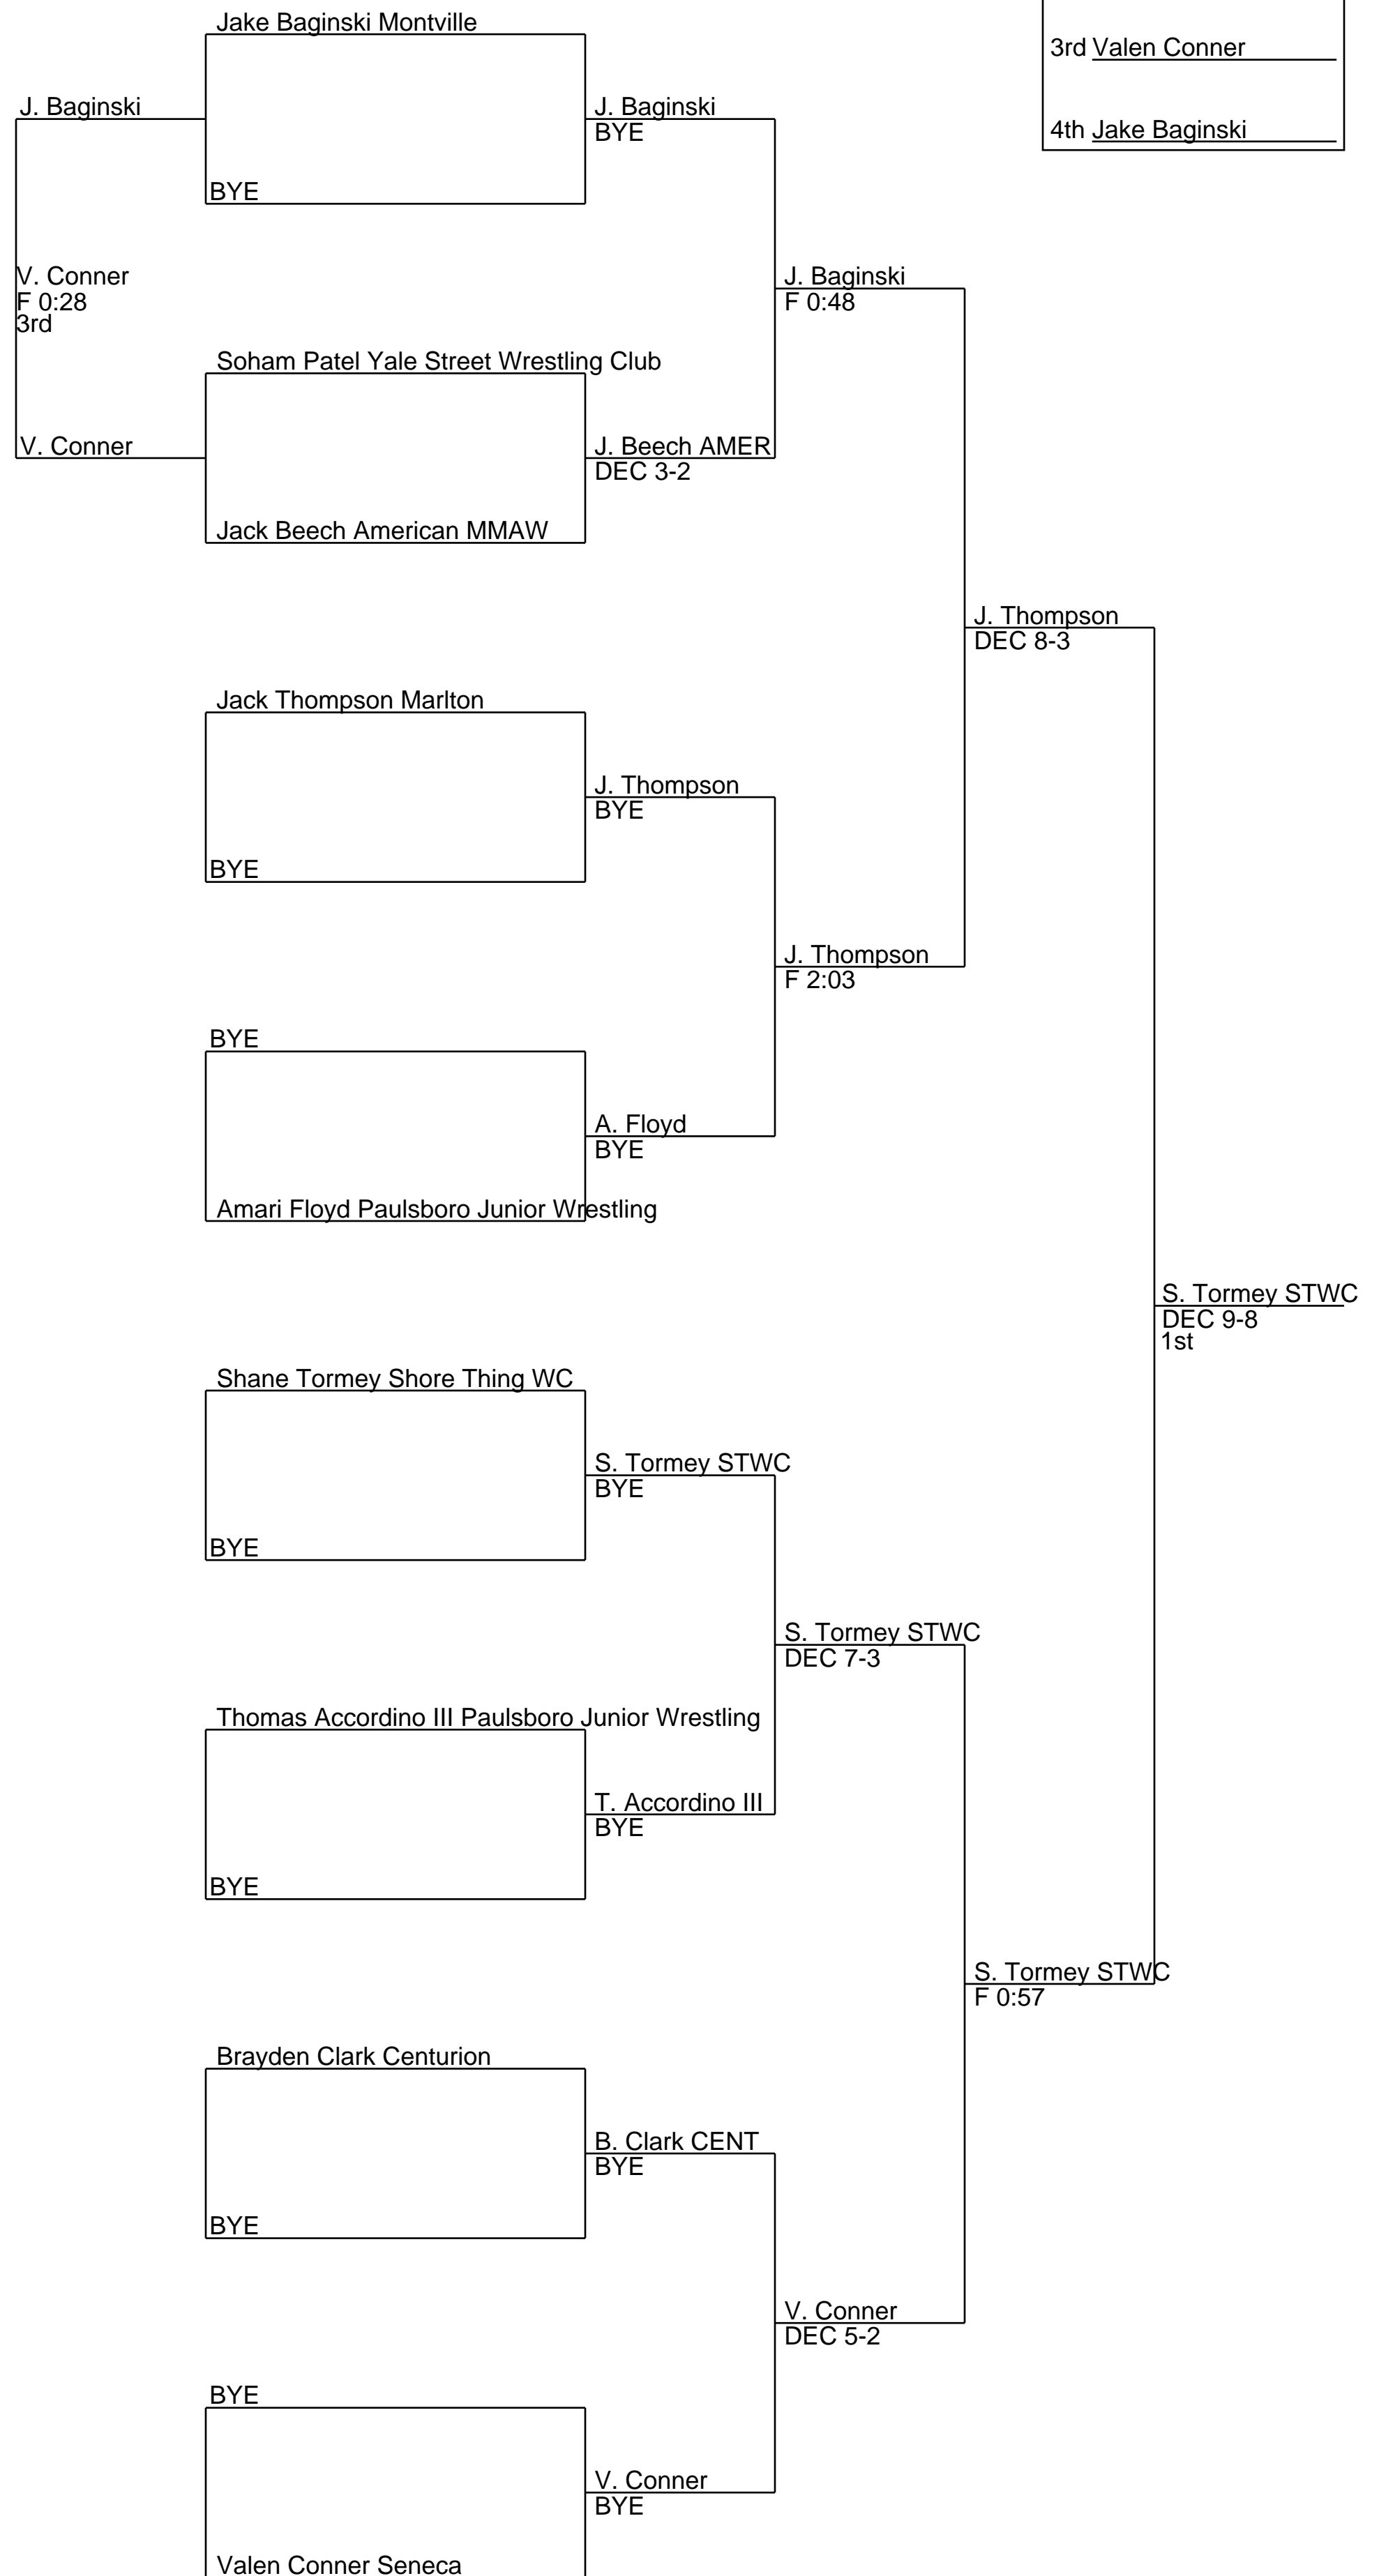 Jake Baginski Montville
3rd Valen Conner
J. Baginski
J. Baginski
BYE
4th Jake Baginski
BYE
V. Conner
F 0:28
3rd
J. Baginski
F 0:48
Soham Patel Yale Street Wrestling Club
V. Conner
J. Beech AMER
DEC 3-2
Jack Beech American MMAW
J. Thompson
DEC 8-3
Jack Thompson Marlton
J. Thompson
BYE
BYE
J. Thompson
F 2:03
BYE
A. Floyd
BYE
Amari Floyd Paulsboro Junior Wrestling
S. Tormey STWC
DEC 9-8
1st
Shane Tormey Shore Thing WC
S. Tormey STWC
BYE
BYE
S. Tormey STWC
DEC 7-3
Thomas Accordino III Paulsboro Junior Wrestling
T. Accordino III
BYE
BYE
S. Tormey STWC
F 0:57
Brayden Clark Centurion
B. Clark CENT
BYE
BYE
V. Conner
DEC 5-2
BYE
V. Conner
BYE
Valen Conner Seneca